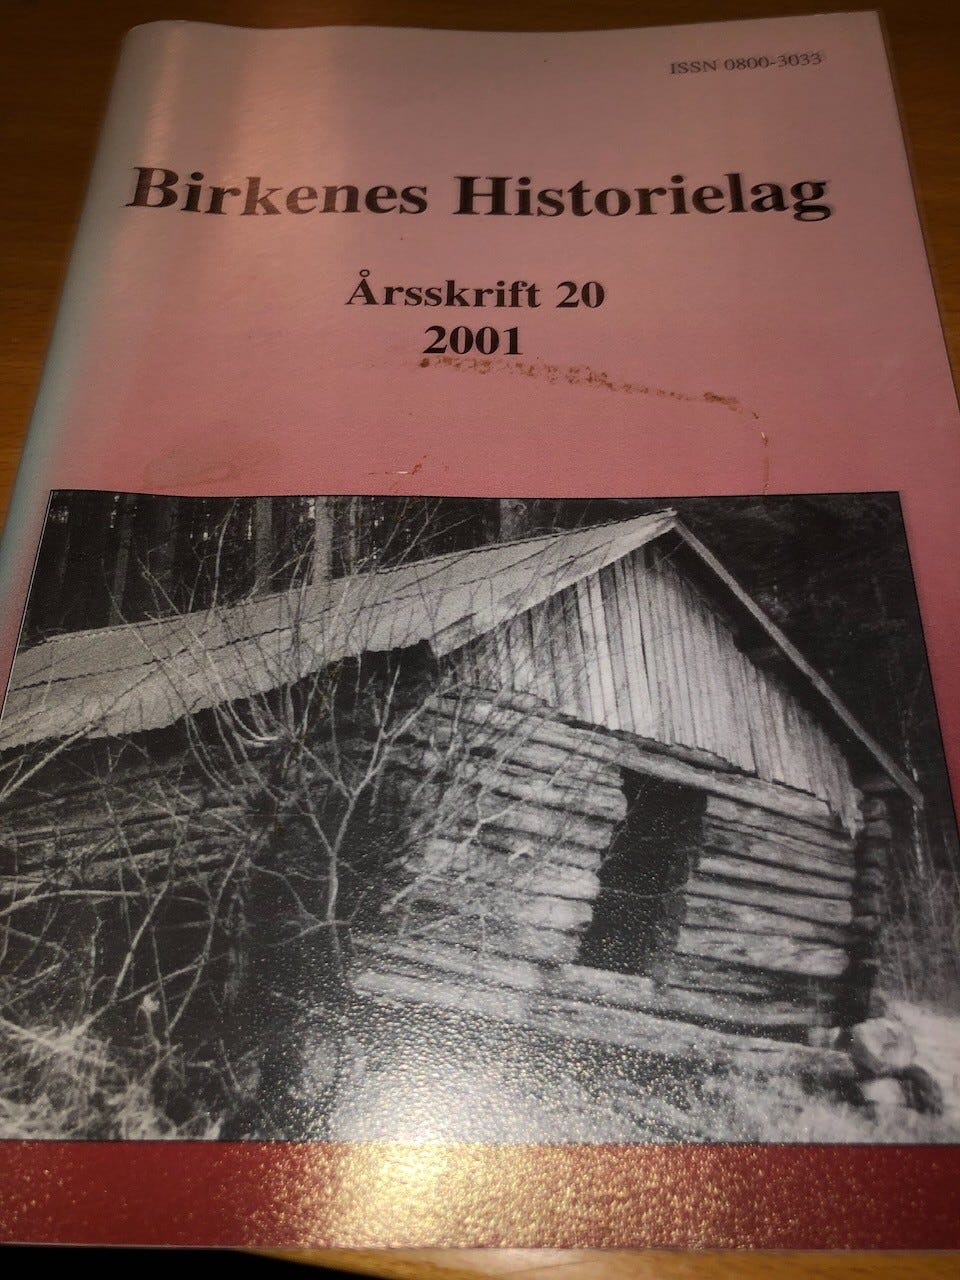 ISSN 0800-3033
Birkenes Historielag
Årsskrift 20
2001